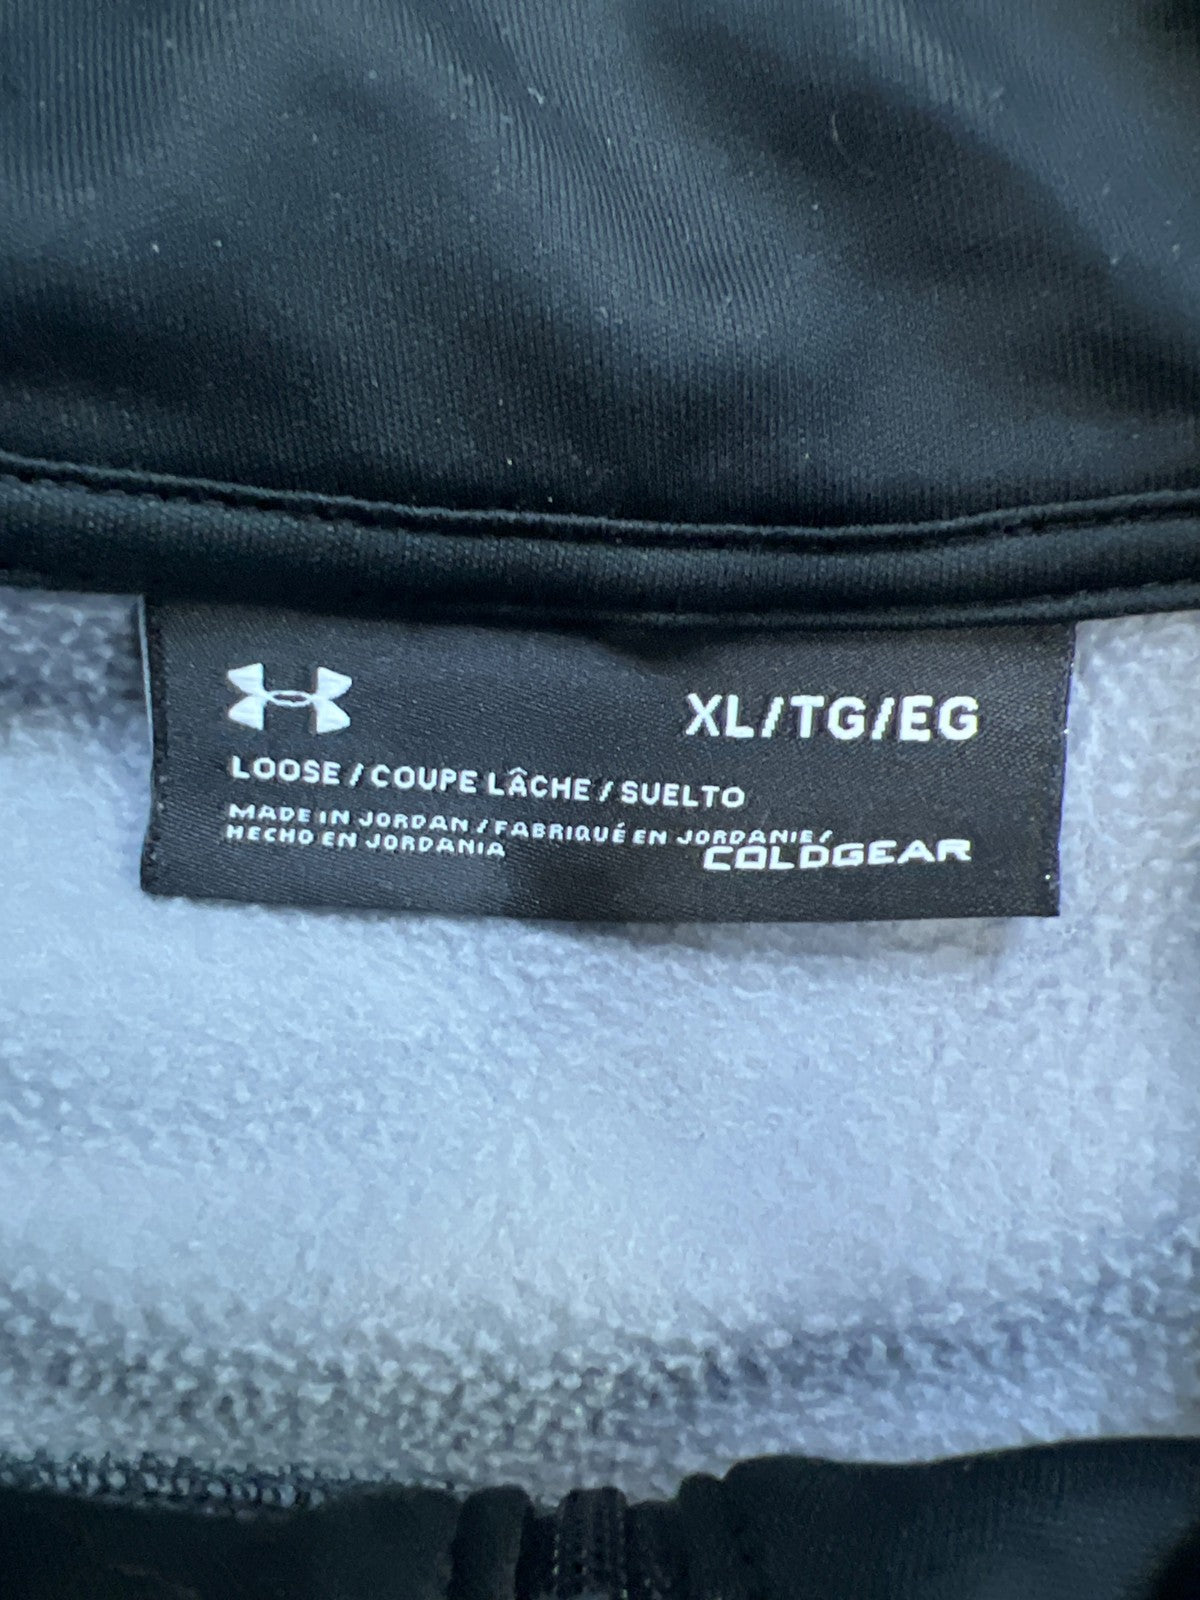 XL/TG/EG
LOOSE / COUPE LÂCHE / SUELTO
MADE IN JORDAN / FABRIQUÉ EN JORDANIE /
HECHO EN JORDANIA
COLDGEAR